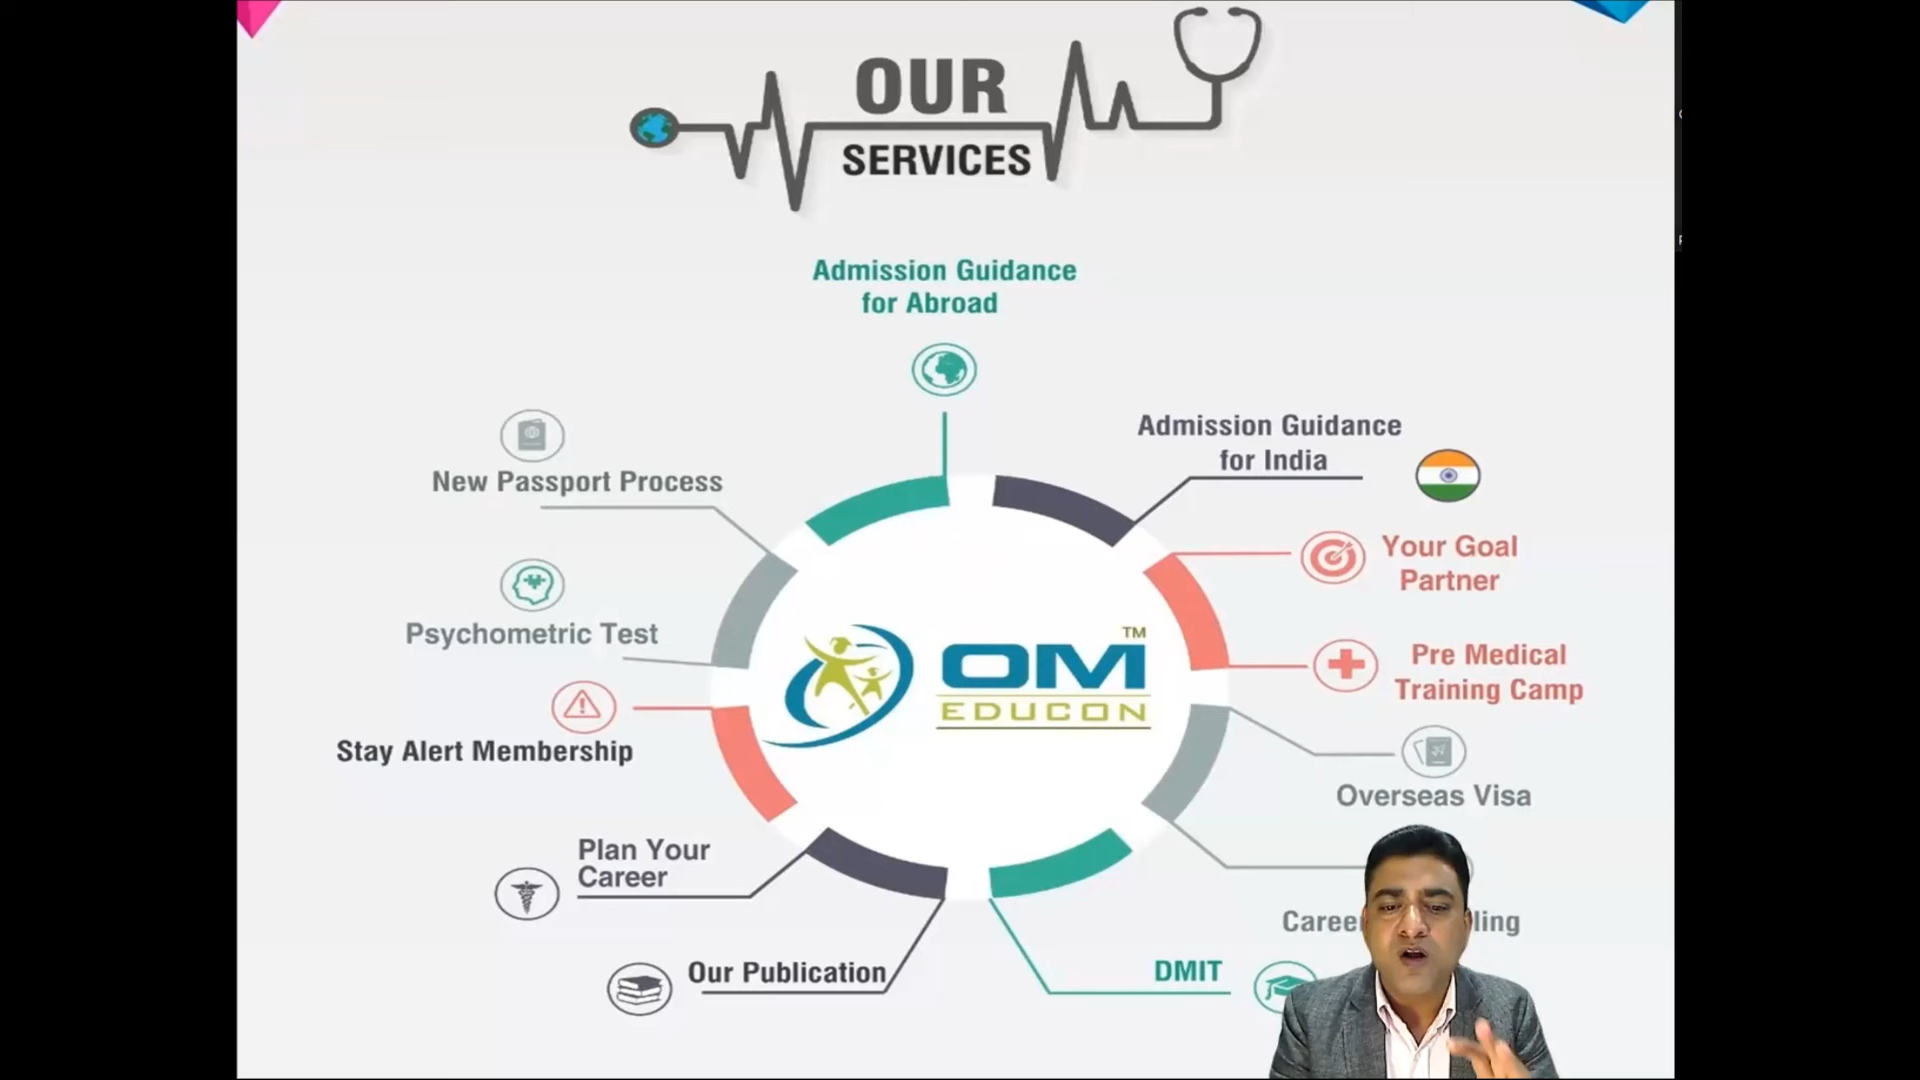 OUR
SERVICES
Admission Guidance
for Abroad
Admission Guidance
for India
New Passport Process
Your Goal
Partner
Psychometric Test
Pre Medical
Training Camp
OM
TM
EDUCON
Stay Alert Membership
Overseas Visa
Plan Your
Career
Our Publication
DMIT